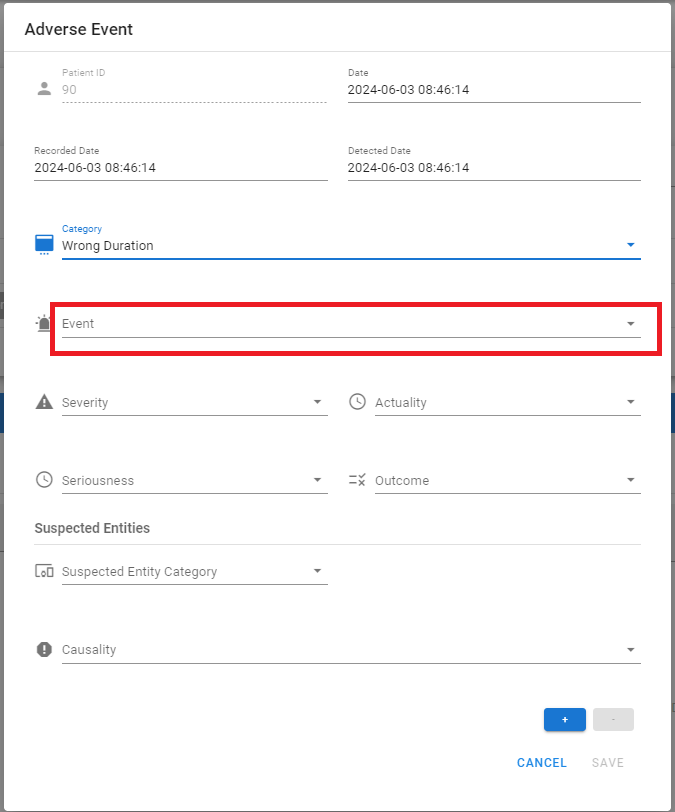 Adverse Event
Patient ID
90
Date
2024-06-03 08:46:14
Recorded Date
2024-06-03 08:46:14
Detected Date
2024-06-03 08:46:14
Category
Wrong Duration
Event
Severity
Actuality
Seriousness
Outcome
Suspected Entities
Suspected Entity Category
Causality
+
-
CANCEL
SAVE